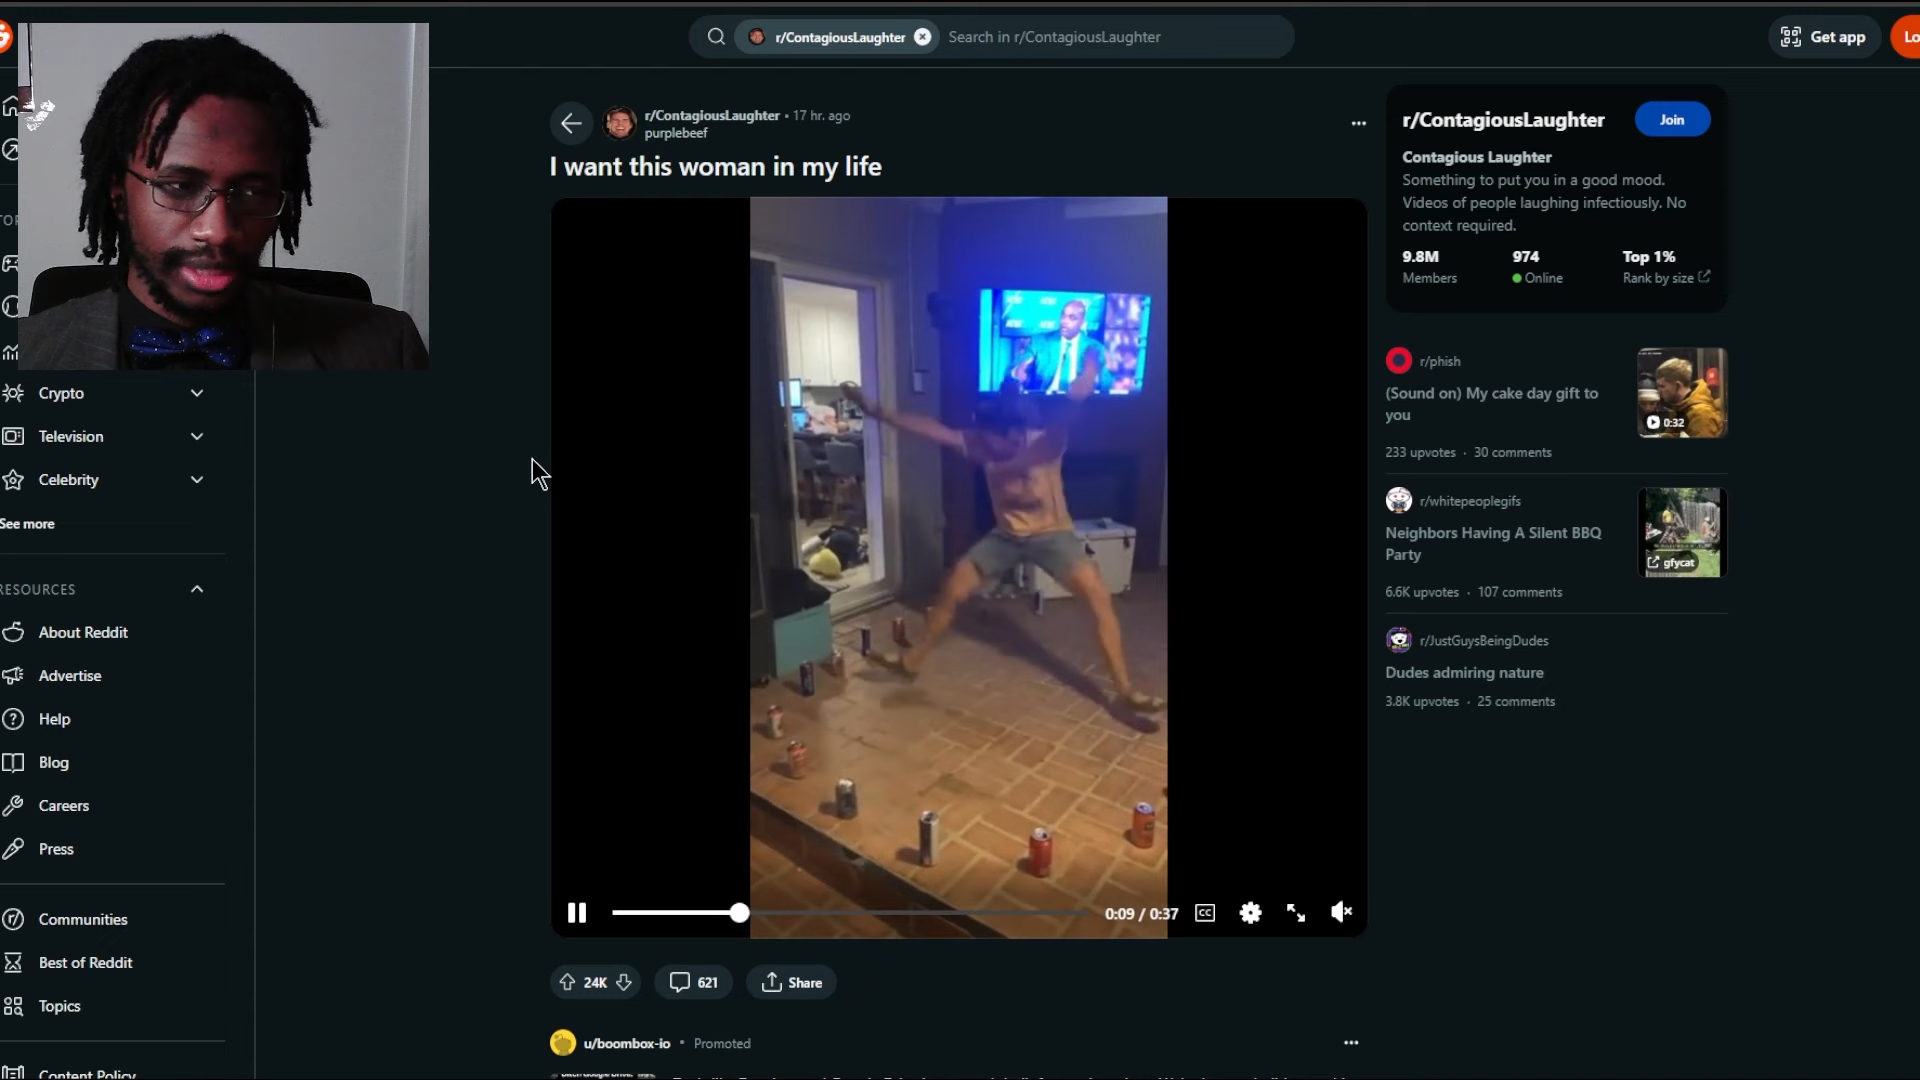 r/ContagiousLaughter
Search in r/ContagiousLaughter
Get app
Lo
r/ContagiousLaughter • 17 hr. ago
purplebeef
I want this woman in my life
0:09 / 0:37
CC
24K
621
Share
u/boombox-io • Promoted
Crypto
Television
Celebrity
See more
RESOURCES
About Reddit
Advertise
Help
Blog
Careers
Press
Communities
Best of Reddit
Topics
Content Policy
r/ContagiousLaughter
Join
Contagious Laughter
Something to put you in a good mood.
Videos of people laughing infectiously. No
context required.
9.8M 974 Top 1%
Members Online Rank by size
r/phish
(Sound on) My cake day gift to
you
0:32
233 upvotes · 30 comments
r/whitepeoplegifs
Neighbors Having A Silent BBQ
Party
gfycat
6.6K upvotes · 107 comments
r/JustGuysBeingDudes
Dudes admiring nature
3.8K upvotes · 25 comments